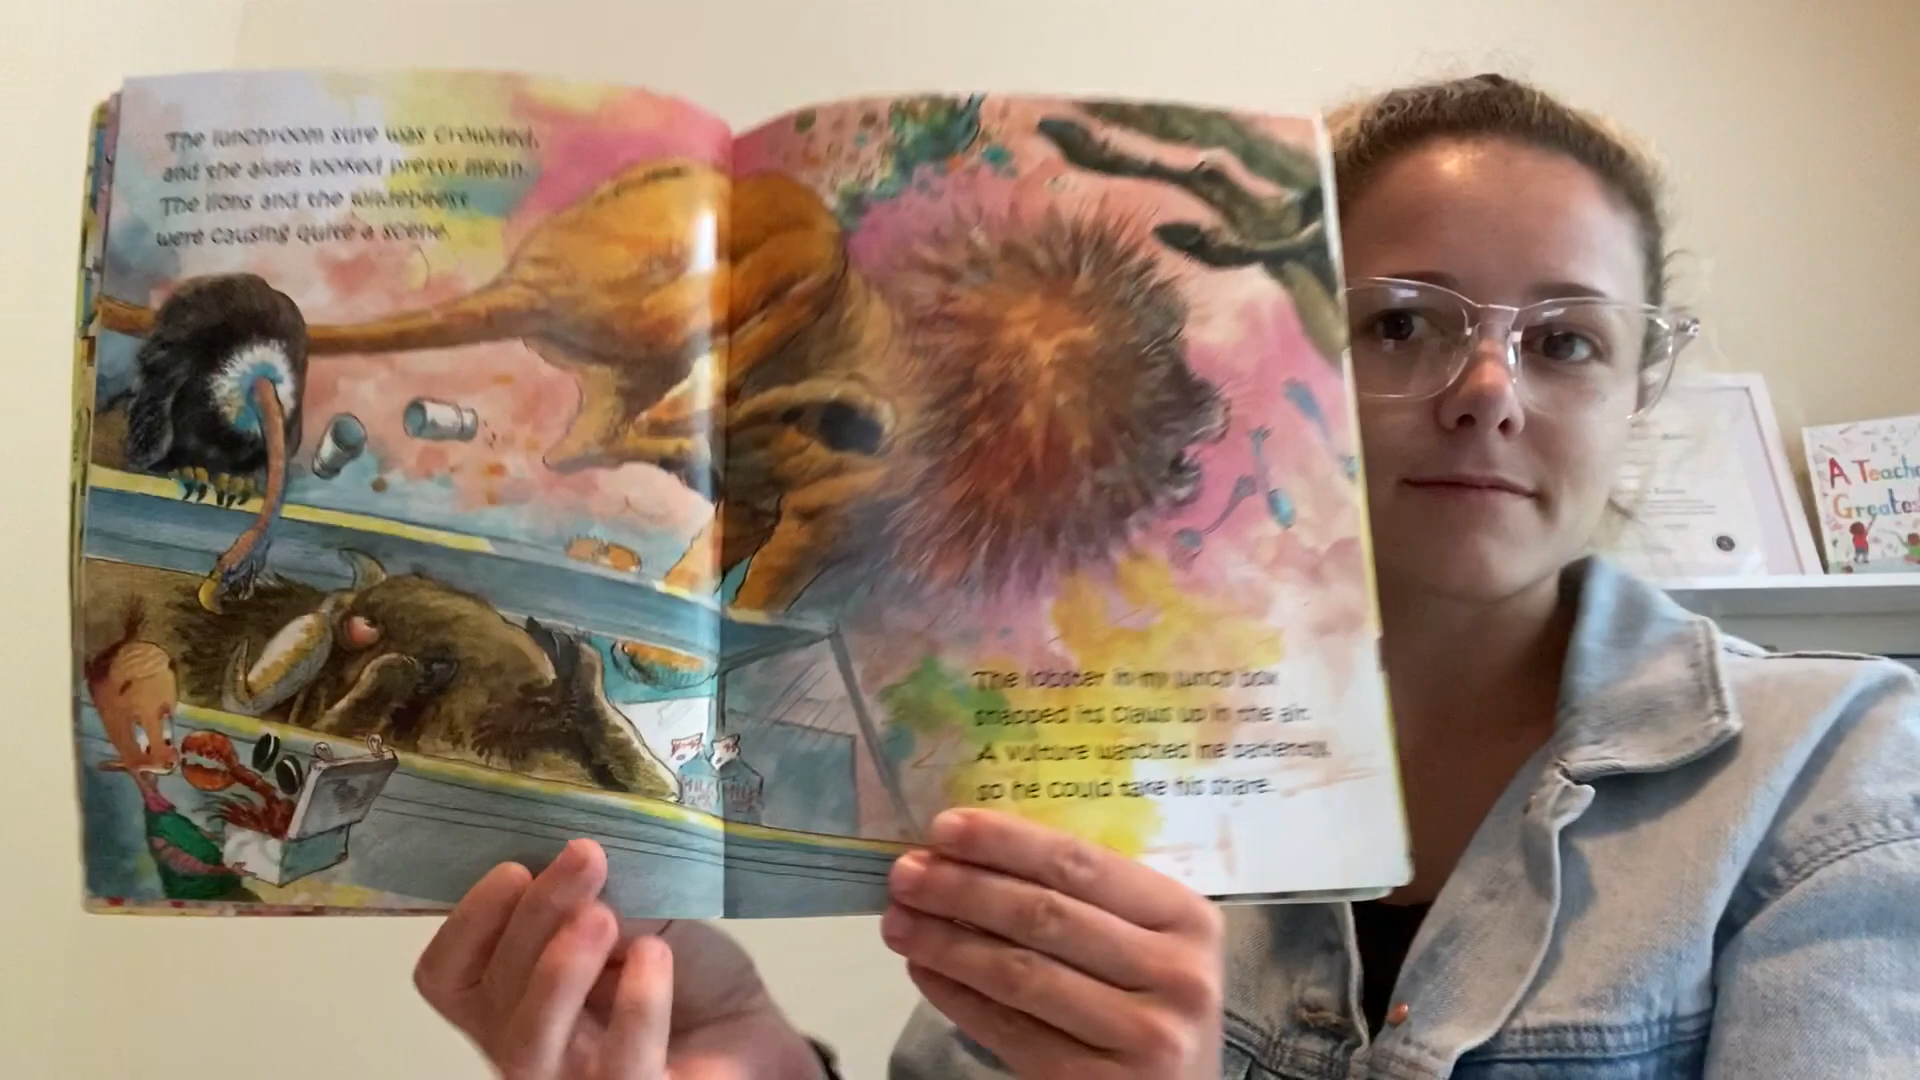 The lunchroom sure was crowded,
and the aides looked pretty mean.
The lions and the wildebeest
were causing quite a scene.
The lobster in my lunch box
snapped its claws up in the air.
A vulture watched me patiently,
so he could take his share.
A Teach
Greates